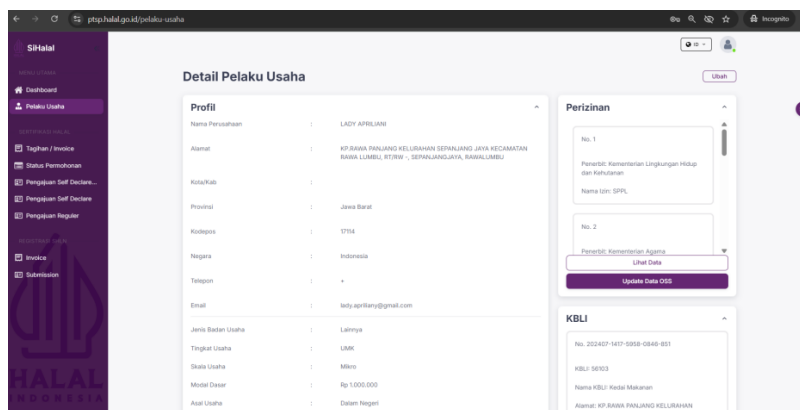 ptsp.halal.go.id/pelaku-usaha
Incognito
SiHalal
MENU UTAMA
Dashboard
Pelaku Usaha
SERTIFIKASI HALAL
Tagihan / Invoice
Status Permohonan
Pengajuan Self Declare...
Pengajuan Self Declare
Pengajuan Reguler
Invoice
Submission
HALAL
INDONESIA
ID
Detail Pelaku Usaha
Ubah
Profil
Nama Perusahaan : LADY APRILIANI
Alamat : KP.RAWA PANJANG KELURAHAN SEPANJANG JAYA KECAMATAN
RAWA LUMBU, RT/RW -, SEPANJANGJAYA, RAWALUMBU
Kota/Kab :
Provinsi : Jawa Barat
Kodepos : 17114
Negara : Indonesia
Telepon : +
Email : lady.apriliany@gmail.com
Jenis Badan Usaha : Lainnya
Tingkat Usaha : UMK
Skala Usaha : Mikro
Modal Dasar : Rp 1.000.000
Asal Usaha : Dalam Negeri
Perizinan
No. 1
Penerbit: Kementerian Lingkungan Hidup
dan Kehutanan
Nama Izin: SPPL
No. 2
Penerbit: Kementerian Agama
Lihat Data
Update Data OSS
KBLI
No. 202407-1417-5958-0846-651
KBLI: 56103
Nama KBLI: Kedai Makanan
Alamat: KP.RAWA PANJANG KELURAHAN